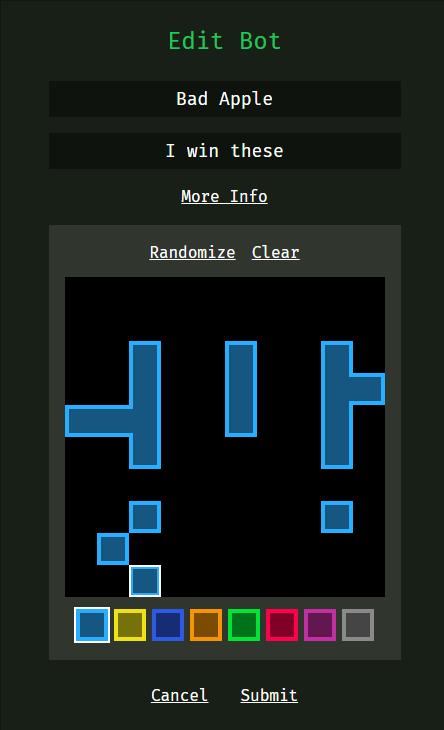 Edit Bot
Bad Apple
I win these
More Info
Randomize Clear
Cancel Submit